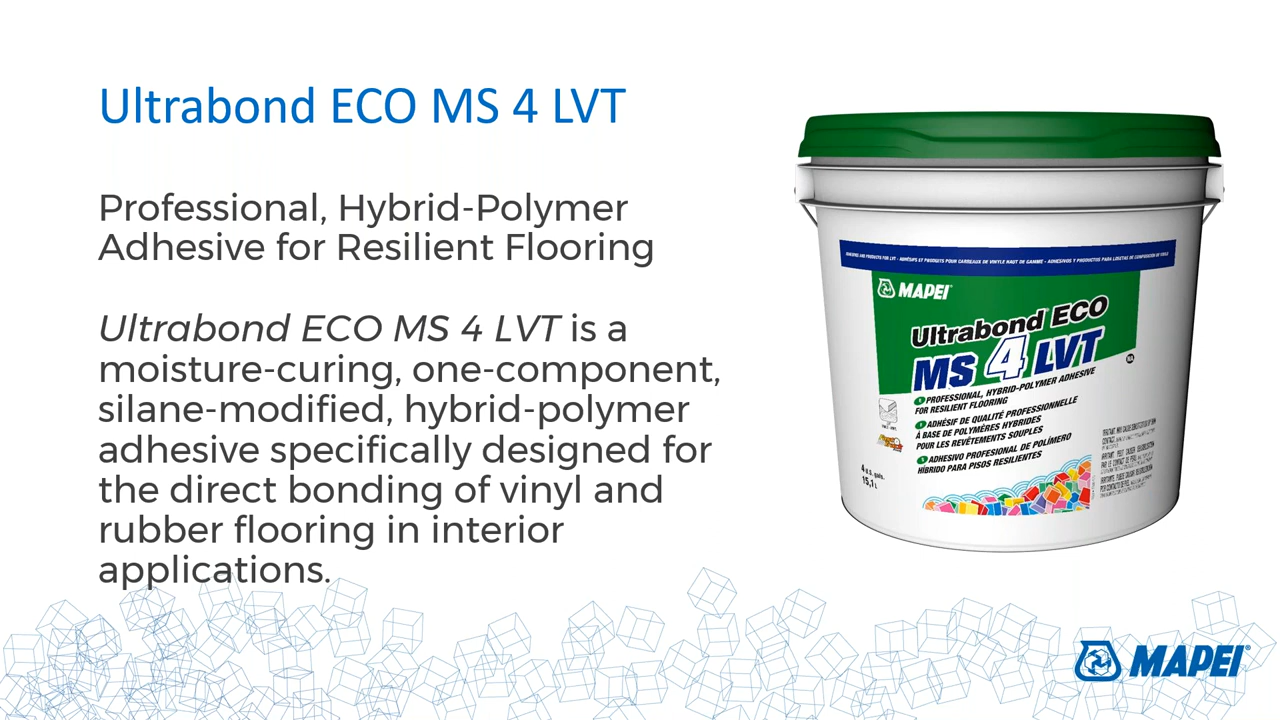 Ultrabond ECO MS 4 LVT
Professional, Hybrid-Polymer
Adhesive for Resilient Flooring
Ultrabond ECO MS 4 LVT is a
moisture-curing, one-component,
silane-modified, hybrid-polymer
adhesive specifically designed for
the direct bonding of vinyl and
rubber flooring in interior
applications.
MAPEI
Ultrabond ECO
MS 4 LVT
PROFESSIONAL, HYBRID-POLYMER ADHESIVE
FOR RESILIENT FLOORING
ADHÉSIF DE QUALITÉ PROFESSIONNELLE
À BASE DE POLYMÈRES HYBRIDES
POUR LES REVÊTEMENTS SOUPLES
ADHESIVO PROFESIONAL DE POLÍMERO
HÍBRIDO PARA PISOS RESILIENTES
4 U.S. gals.
15,1 L
MAPEI®